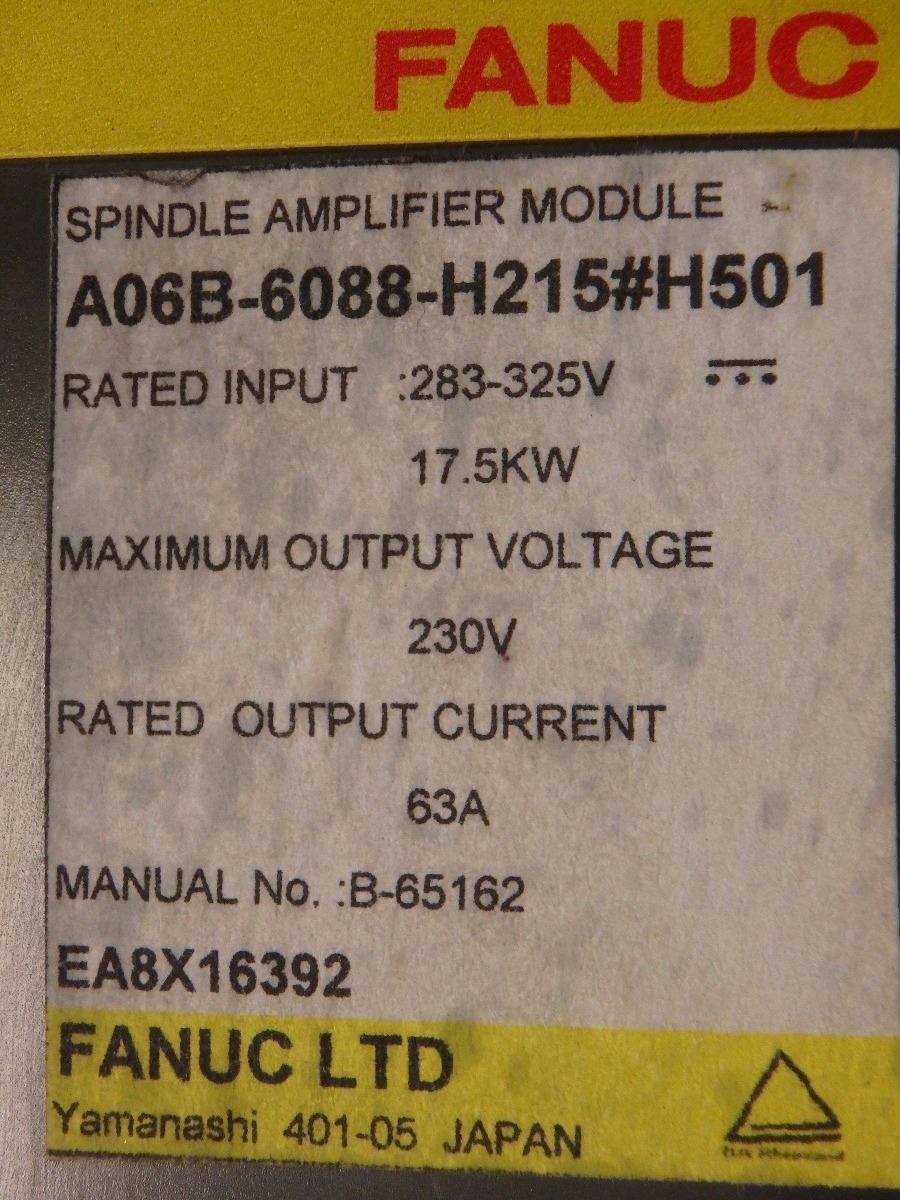 FANUC
SPINDLE AMPLIFIER MODULE
A06B-6088-H215#H501
RATED INPUT :283-325V
17.5KW
MAXIMUM OUTPUT VOLTAGE
230V
RATED OUTPUT CURRENT
63A
MANUAL No. :B-65162
EA8X16392
FANUC LTD
Yamanashi 401-05 JAPAN